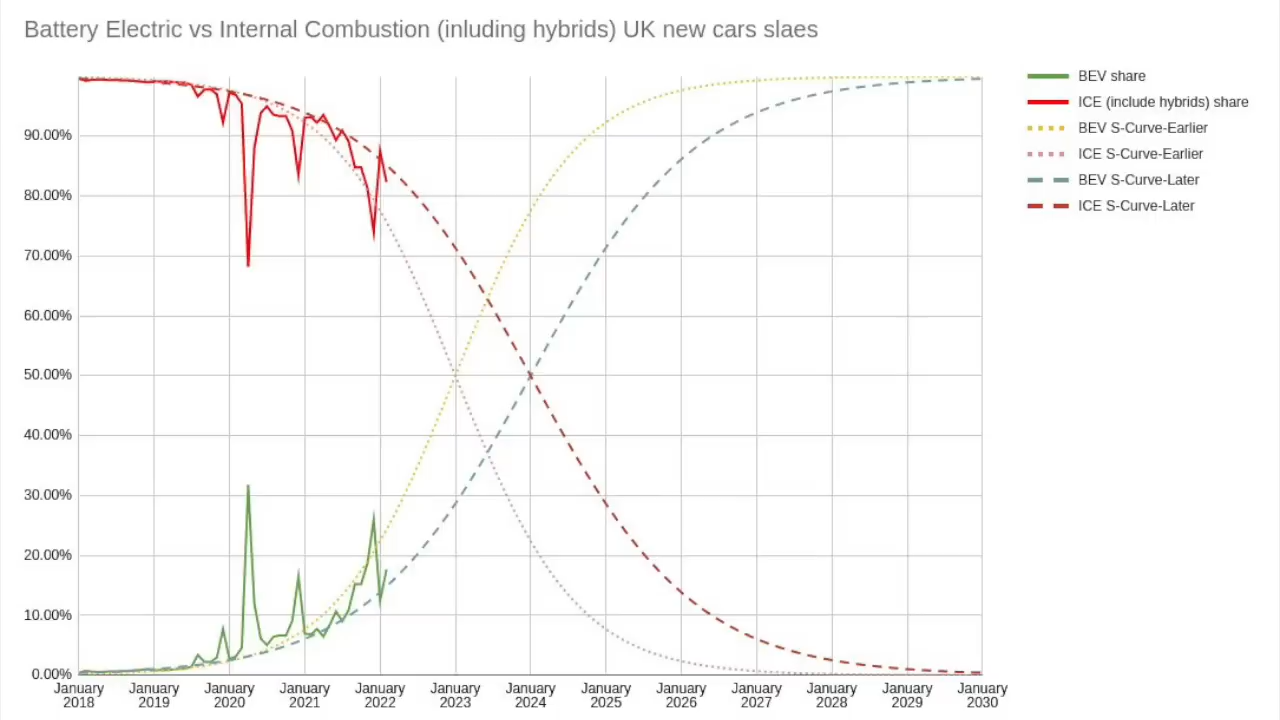 Battery Electric vs Internal Combustion (inluding hybrids) UK new cars slaes
BEV share
ICE (include hybrids) share
BEV S-Curve-Earlier
ICE S-Curve-Earlier
BEV S-Curve-Later
ICE S-Curve-Later
90.00%
80.00%
70.00%
60.00%
50.00%
40.00%
30.00%
20.00%
10.00%
0.00%
January 2018
January 2019
January 2020
January 2021
January 2022
January 2023
January 2024
January 2025
January 2026
January 2027
January 2028
January 2029
January 2030